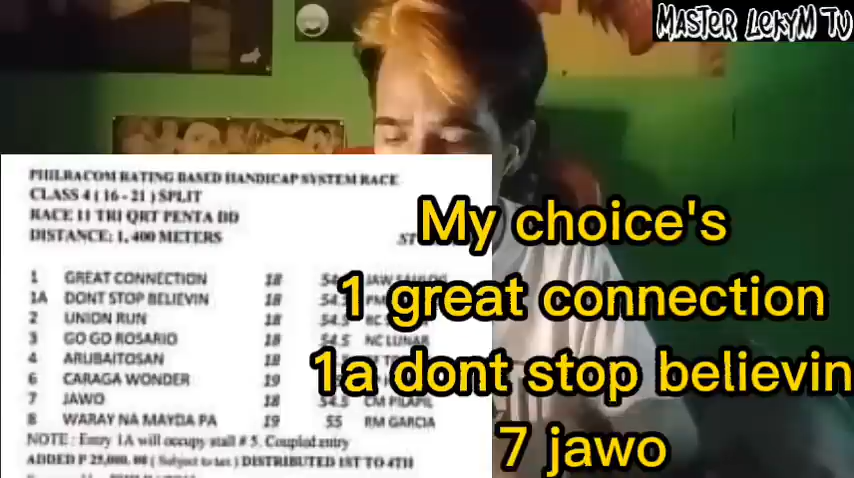 MASTER LEKYM TV
PHILRACOM RATING BASED HANDICAP SYSTEM RACE
CLASS 4 ( 16 - 21 ) SPLIT
RACE 11 TRI QRT PENTA DD
DISTANCE: 1, 400 METERS
ST
My choice's
1 great connection
1a dont stop believin
7 jawo
1 GREAT CONNECTION 18
1A DONT STOP BELIEVIN 18
2 UNION RUN 18
3 GO GO ROSARIO 18 54.5 NC LUNAR
4 ARUBAITOSAN 18
6 CARAGA WONDER 19
7 JAWO 18 54.5 CM PILAPIL
8 WARAY NA MAYDA PA 19 55 RM GARCIA
NOTE : Entry 1A will occupy stall # 5. Coupled entry
ADDED P 25,000. 00 ( Subject to tax ) DISTRIBUTED 1ST TO 4TH